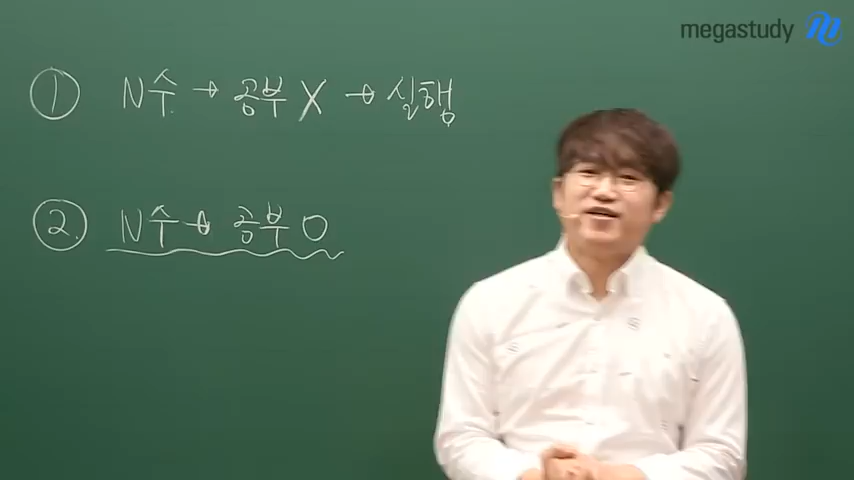 megastudy
① N수 → 공부 X → 실행
② N수 → 공부 O